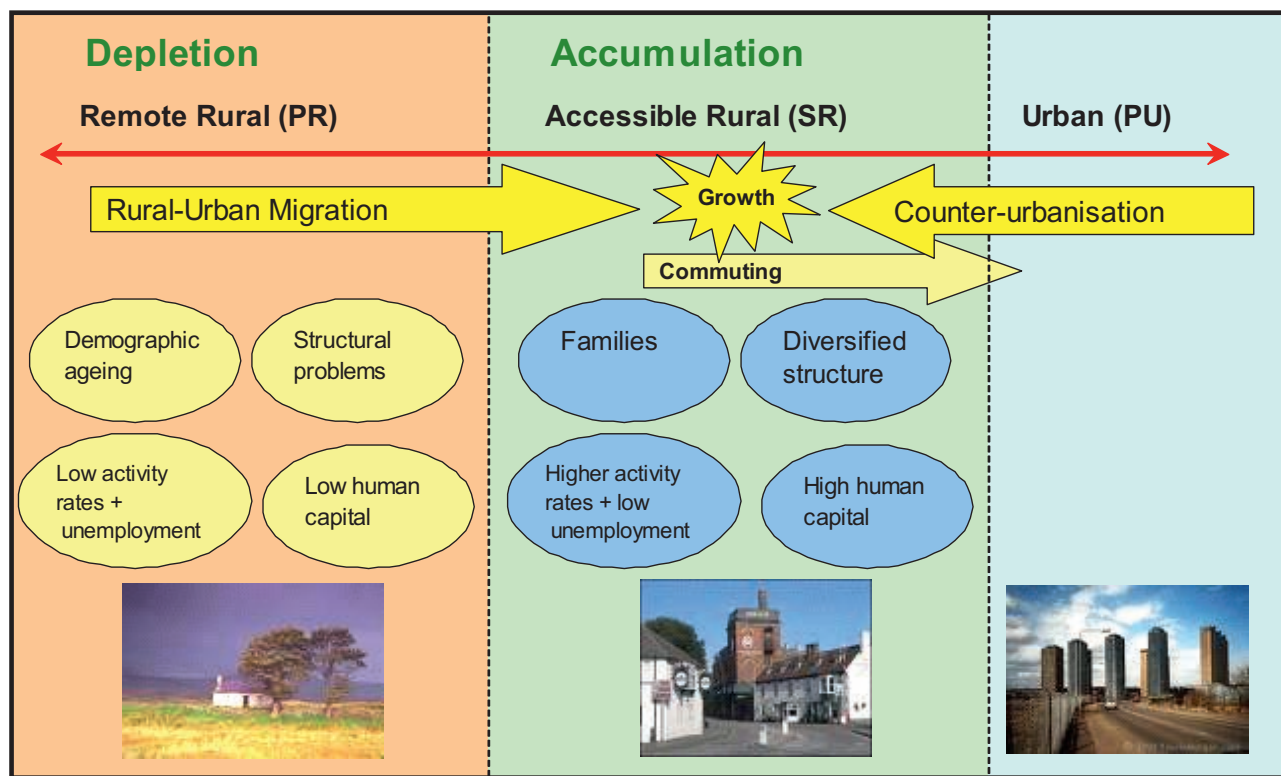 Depletion
Accumulation
Remote Rural (PR)
Accessible Rural (SR)
Urban (PU)
Rural-Urban Migration
Growth
Counter-urbanisation
Commuting
Demographic
ageing
Structural
problems
Families
Diversified
structure
Low activity
rates +
unemployment
Low human
capital
Higher activity
rates + low
unemployment
High human
capital